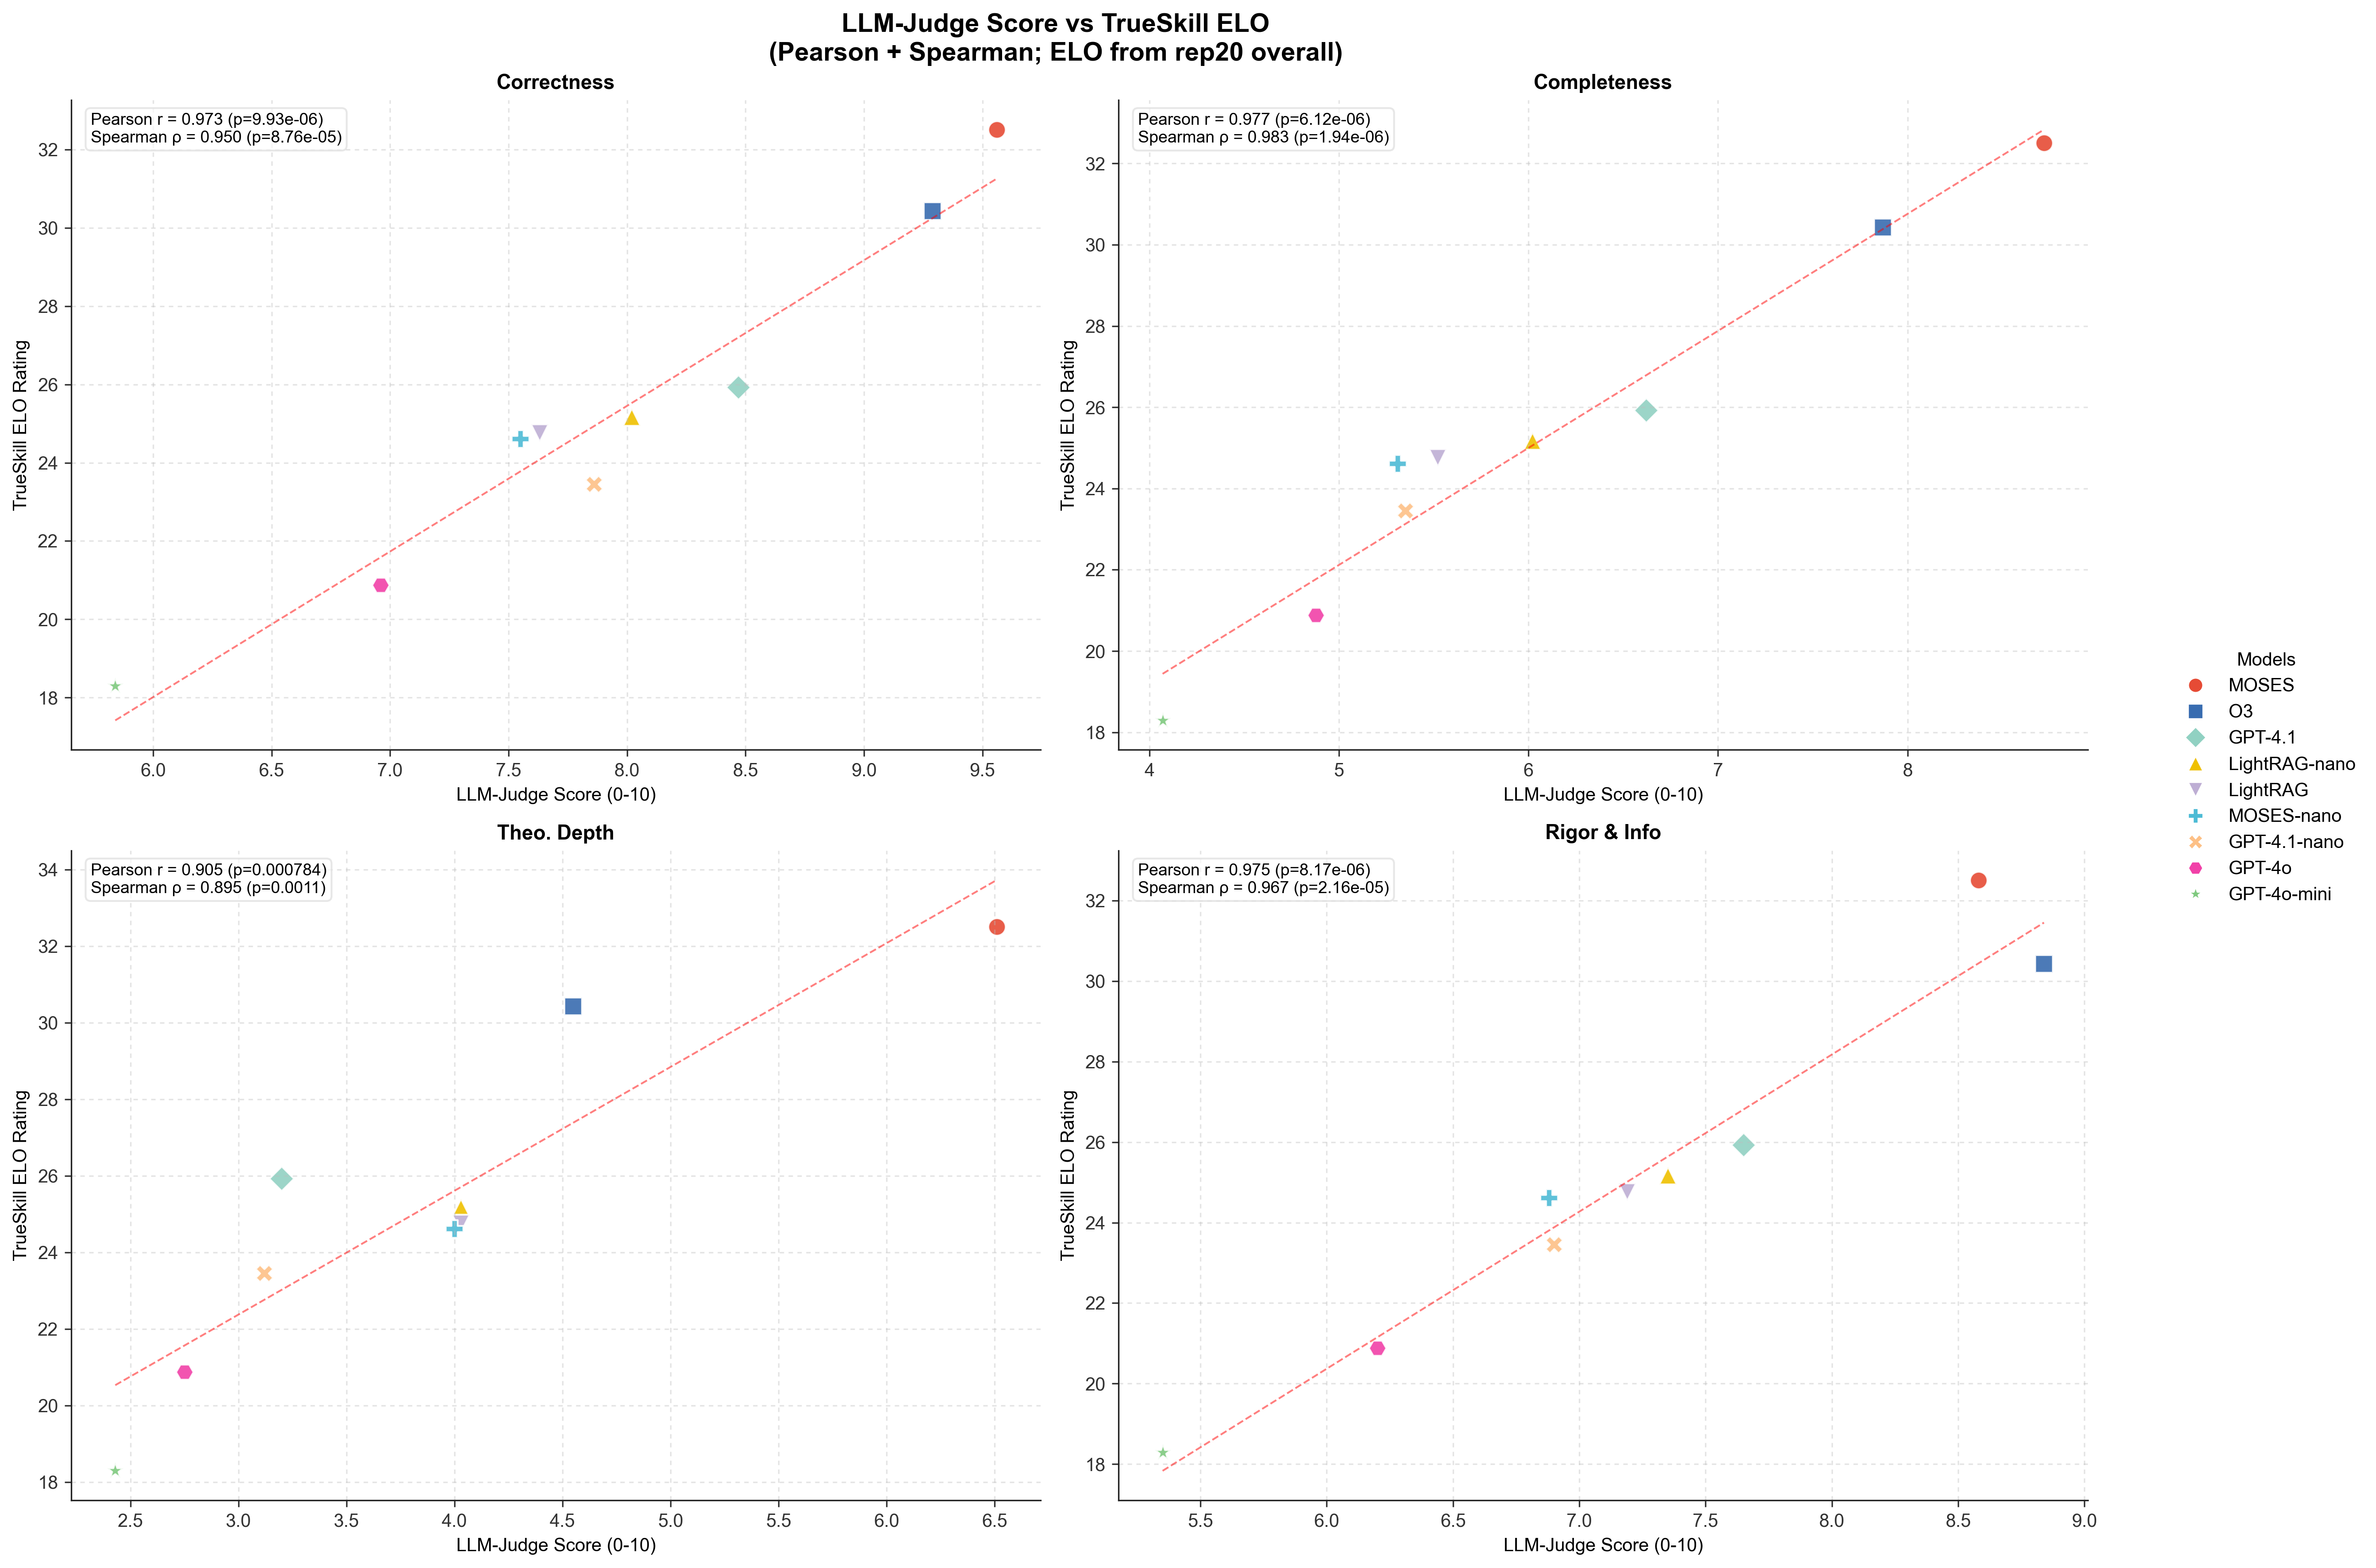 LLM-Judge Score vs TrueSkill ELO
(Pearson + Spearman; ELO from rep20 overall)
Correctness
Pearson r = 0.973 (p=9.93e-06)
Spearman ρ = 0.950 (p=8.76e-05)
TrueSkill ELO Rating
32
30
28
26
24
22
20
18
6.0 6.5 7.0 7.5 8.0 8.5 9.0 9.5
LLM-Judge Score (0-10)
Completeness
Pearson r = 0.977 (p=6.12e-06)
Spearman ρ = 0.983 (p=1.94e-06)
TrueSkill ELO Rating
32
30
28
26
24
22
20
18
4 5 6 7 8
LLM-Judge Score (0-10)
Theo. Depth
Pearson r = 0.905 (p=0.000784)
Spearman ρ = 0.895 (p=0.0011)
TrueSkill ELO Rating
34
32
30
28
26
24
22
20
18
2.5 3.0 3.5 4.0 4.5 5.0 5.5 6.0 6.5
LLM-Judge Score (0-10)
Rigor & Info
Pearson r = 0.975 (p=8.17e-06)
Spearman ρ = 0.967 (p=2.16e-05)
TrueSkill ELO Rating
32
30
28
26
24
22
20
18
5.5 6.0 6.5 7.0 7.5 8.0 8.5 9.0
LLM-Judge Score (0-10)
Models
MOSES
O3
GPT-4.1
LightRAG-nano
LightRAG
MOSES-nano
GPT-4.1-nano
GPT-4o
GPT-4o-mini